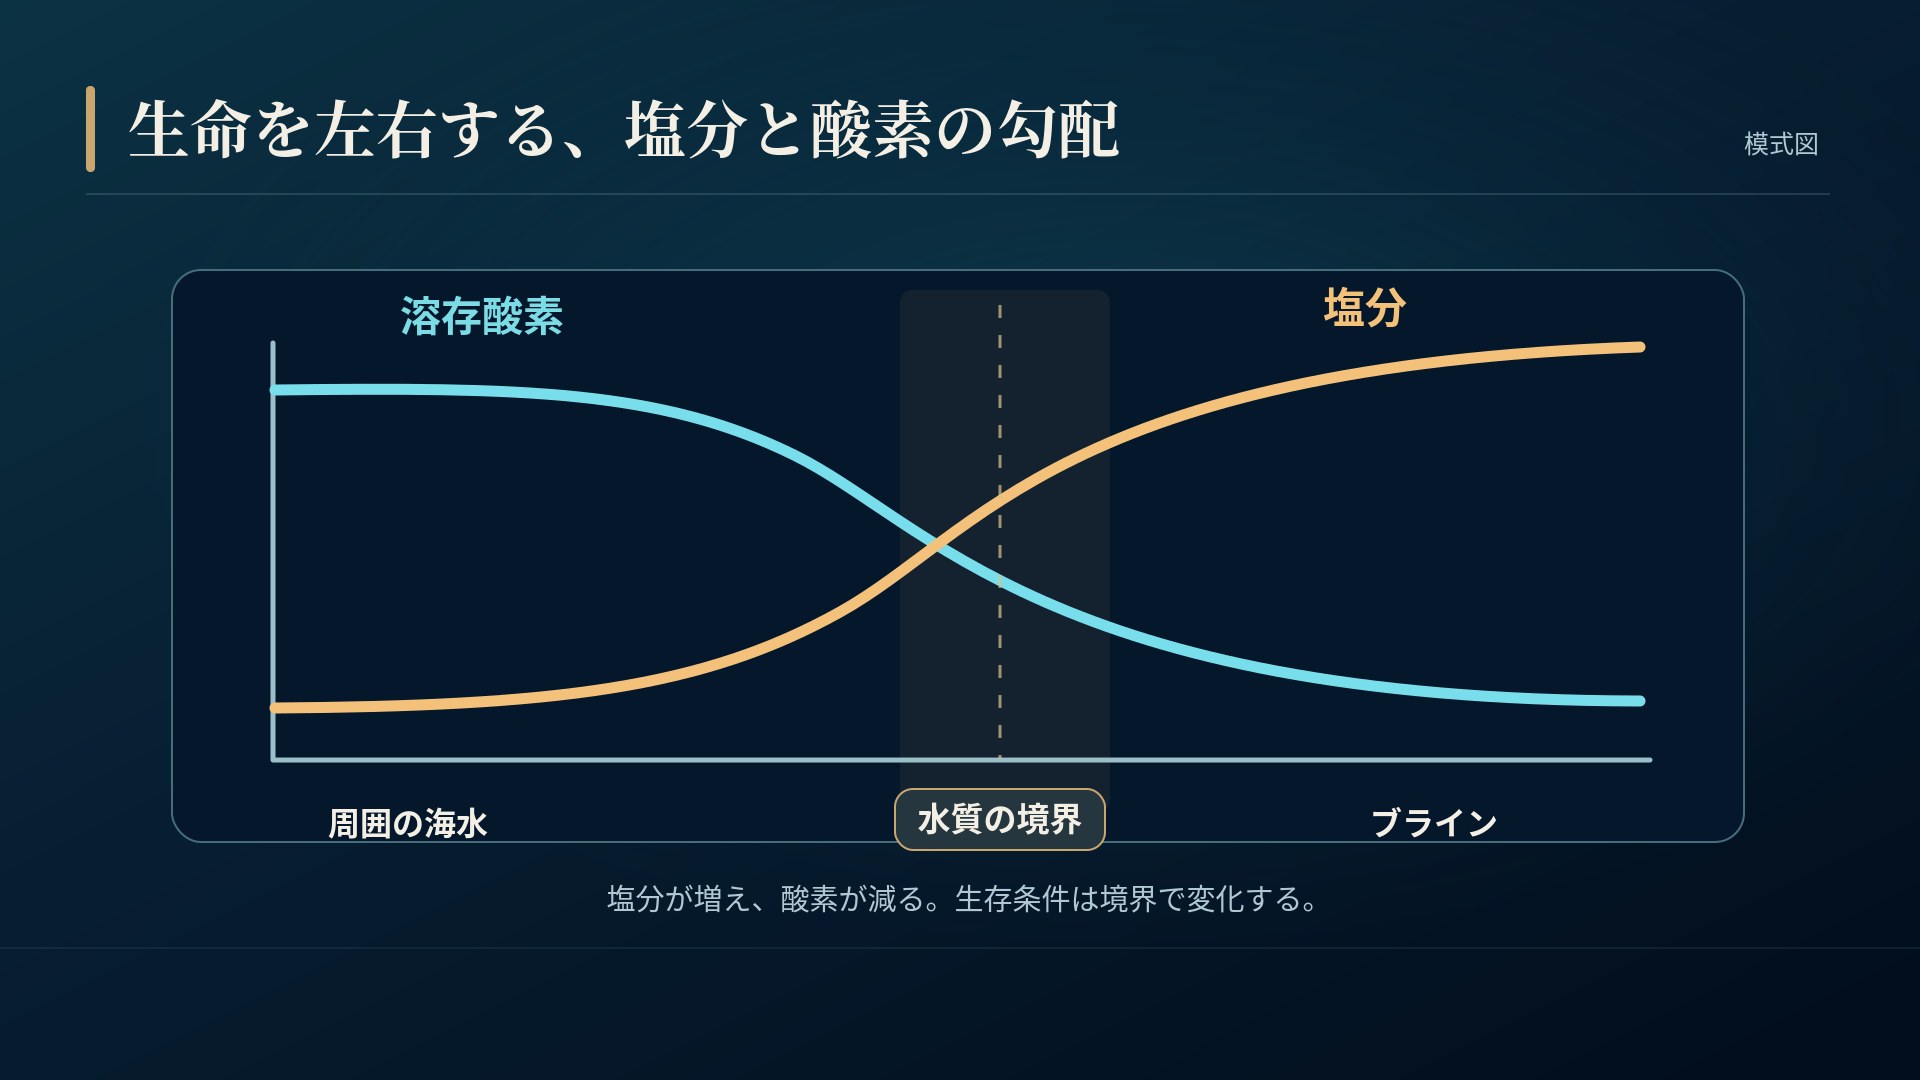 生命を左右する、塩分と酸素の勾配
模式図
溶存酸素
塩分
周囲の海水
水質の境界
ブライン
塩分が増え、酸素が減る。生存条件は境界で変化する。